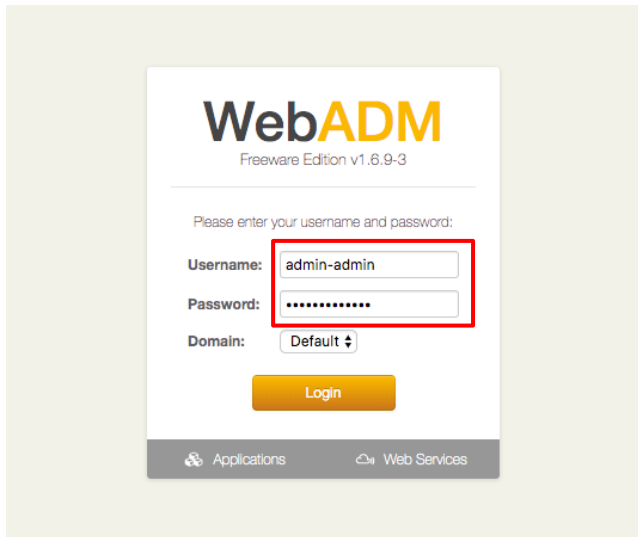 WebADM
Freeware Edition v1.6.9-3
Please enter your username and password:
Username: admin-admin
Password: •••••••••••••
Domain: Default
Login
Applications Web Services